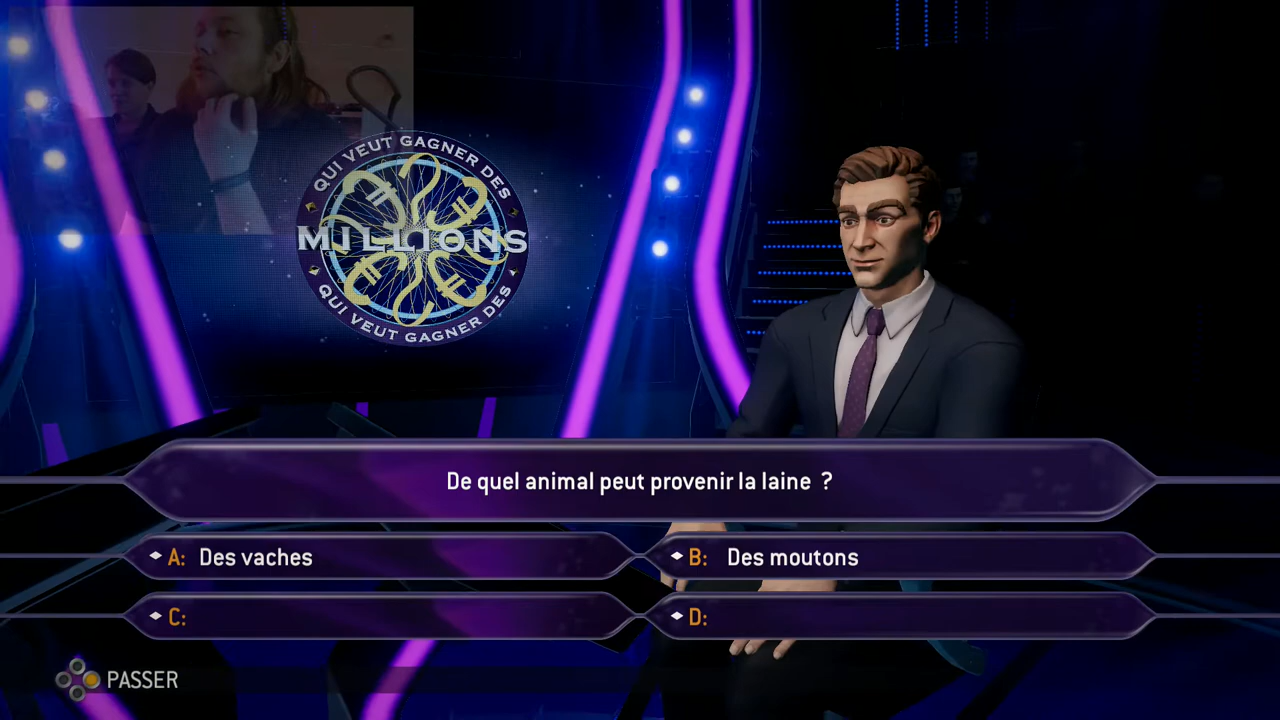 QUI VEUT GAGNER DES
MILLIONS
QUI VEUT GAGNER DES
De quel animal peut provenir la laine ?
A: Des vaches
B: Des moutons
C:
D:
PASSER